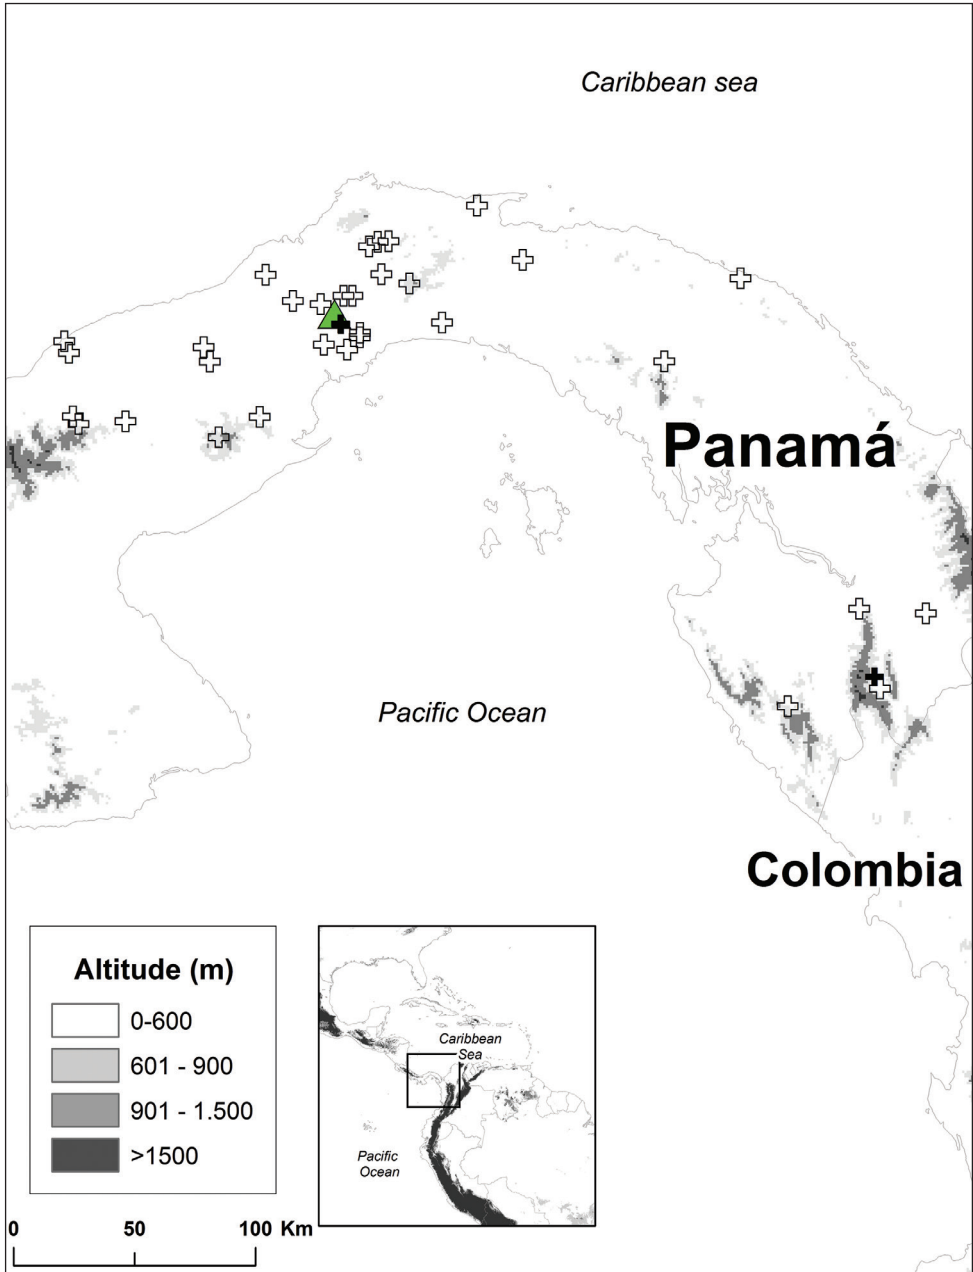 Caribbean sea
Panamá
Pacific Ocean
Colombia
Altitude (m)
0-600
601 - 900
901 - 1.500
>1500
Caribbean
Sea
Pacific
Ocean
0
50
100 Km